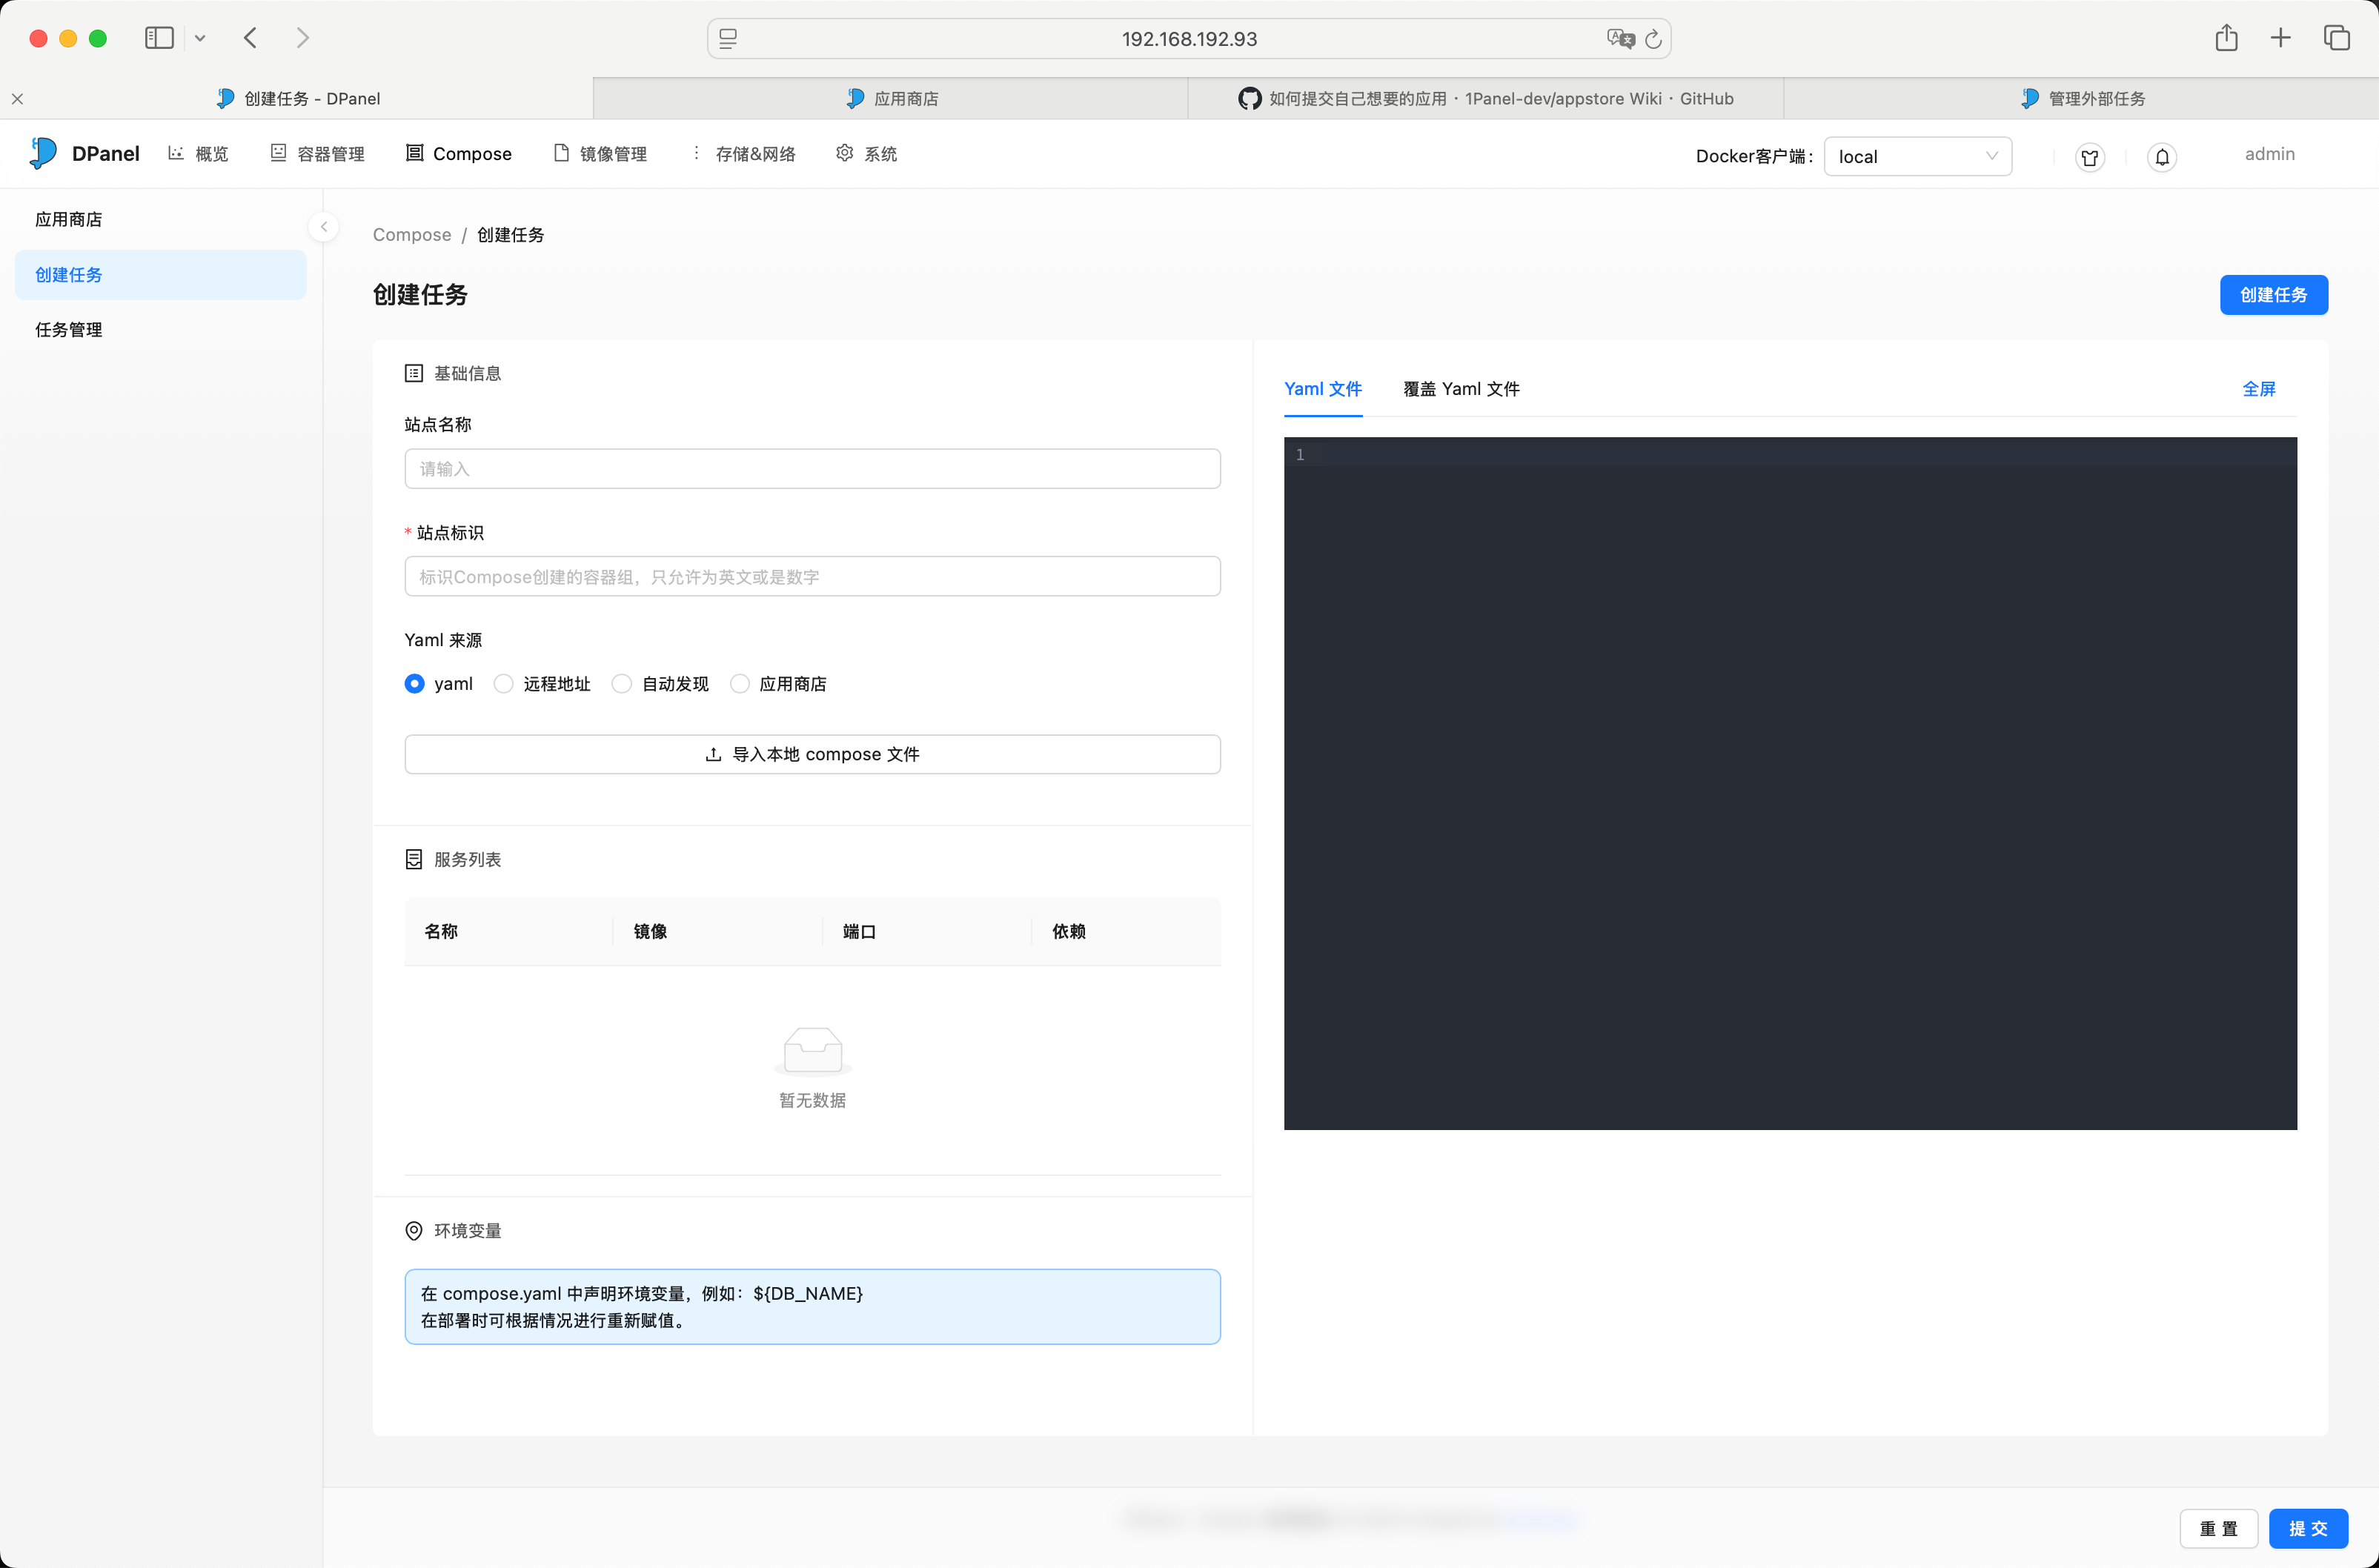 192.168.192.93
创建任务 - DPanel
应用商店
如何提交自己想要的应用 · 1Panel-dev/appstore Wiki · GitHub
管理外部任务
DPanel
概览
容器管理
Compose
镜像管理
存储&网络
系统
Docker客户端：
local
admin
应用商店
创建任务
任务管理
Compose / 创建任务
创建任务
创建任务
基础信息
站点名称
请输入
* 站点标识
标识Compose创建的容器组，只允许为英文或是数字
Yaml 来源
yaml
远程地址
自动发现
应用商店
导入本地 compose 文件
服务列表
名称
镜像
端口
依赖
暂无数据
环境变量
在 compose.yaml 中声明环境变量，例如：${DB_NAME}
在部署时可根据情况进行重新赋值。
Yaml 文件
覆盖 Yaml 文件
全屏
1
重 置
提 交